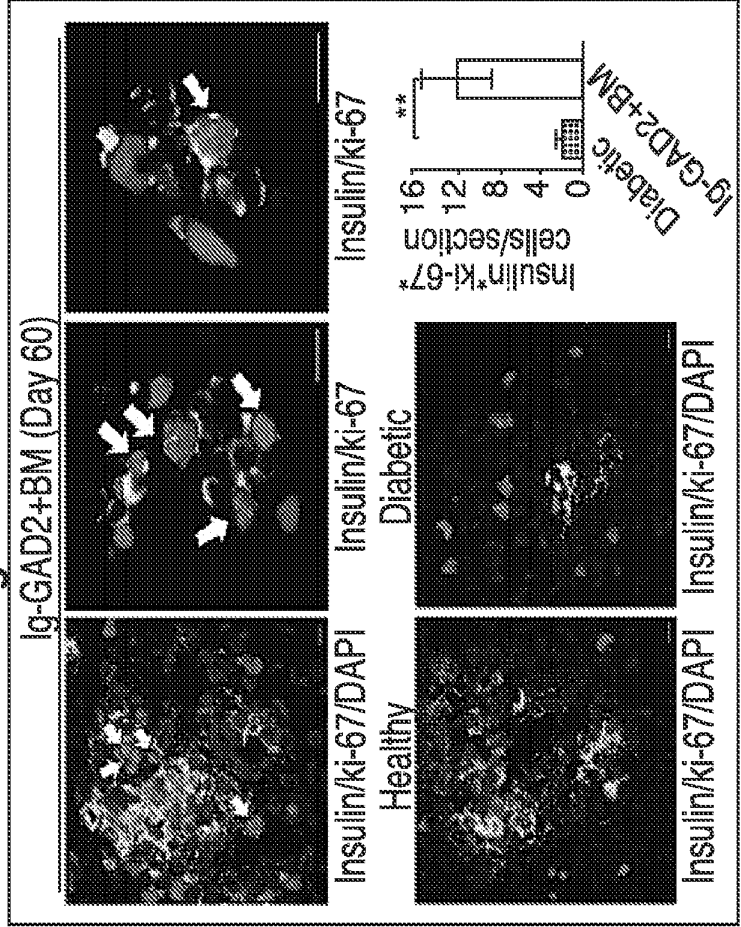 Ig-GAD2+BM (Day 60)
Insulin/ki-67/DAPI
Insulin/ki-67
Insulin/ki-67
Healthy
Diabetic
Insulin/ki-67/DAPI
Insulin/ki-67/DAPI
Insulin*ki-67*
cells/section
16
12
8
4
0
**
Diabetic
Ig-GAD2+BM